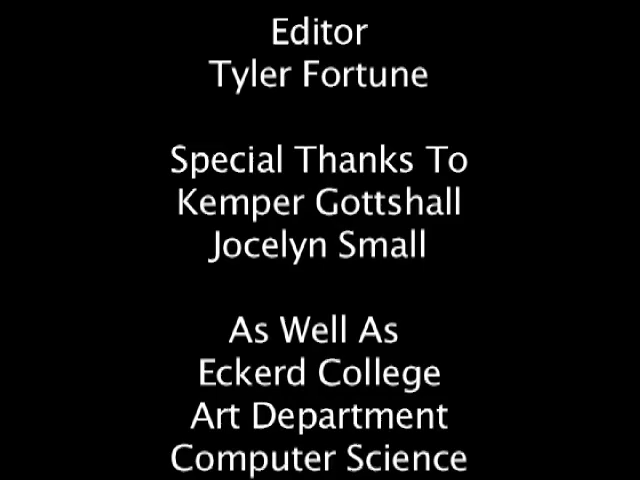 Editor
Tyler Fortune
Special Thanks To
Kemper Gottshall
Jocelyn Small
As Well As
Eckerd College
Art Department
Computer Science